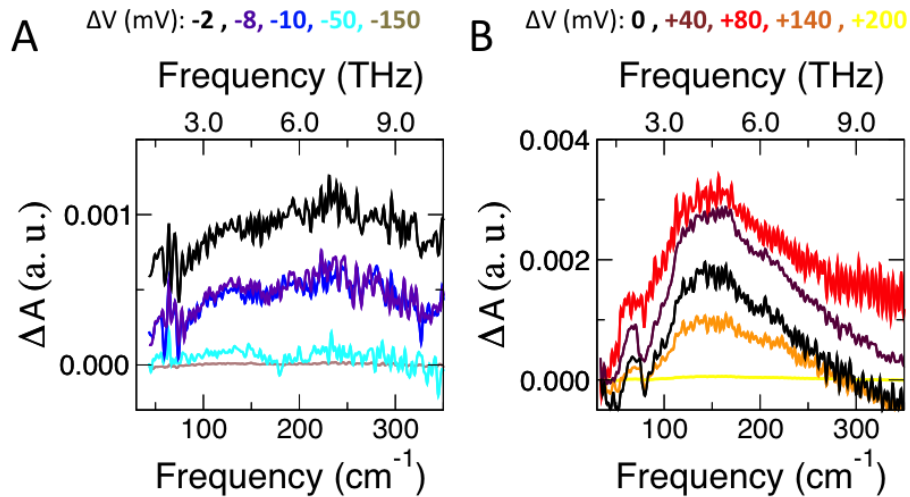 ΔV (mV): -2 , -8, -10, -50, -150
A
Frequency (THz)
3.0 6.0 9.0
0.001
0.000
ΔA(a. u.)
100 200 300
Frequency (cm⁻¹)
ΔV (mV): 0 , +40, +80, +140 , +200
B
Frequency (THz)
3.0 6.0 9.0
0.004
0.002
0.000
ΔA(a. u.)
100 200 300
Frequency (cm⁻¹)